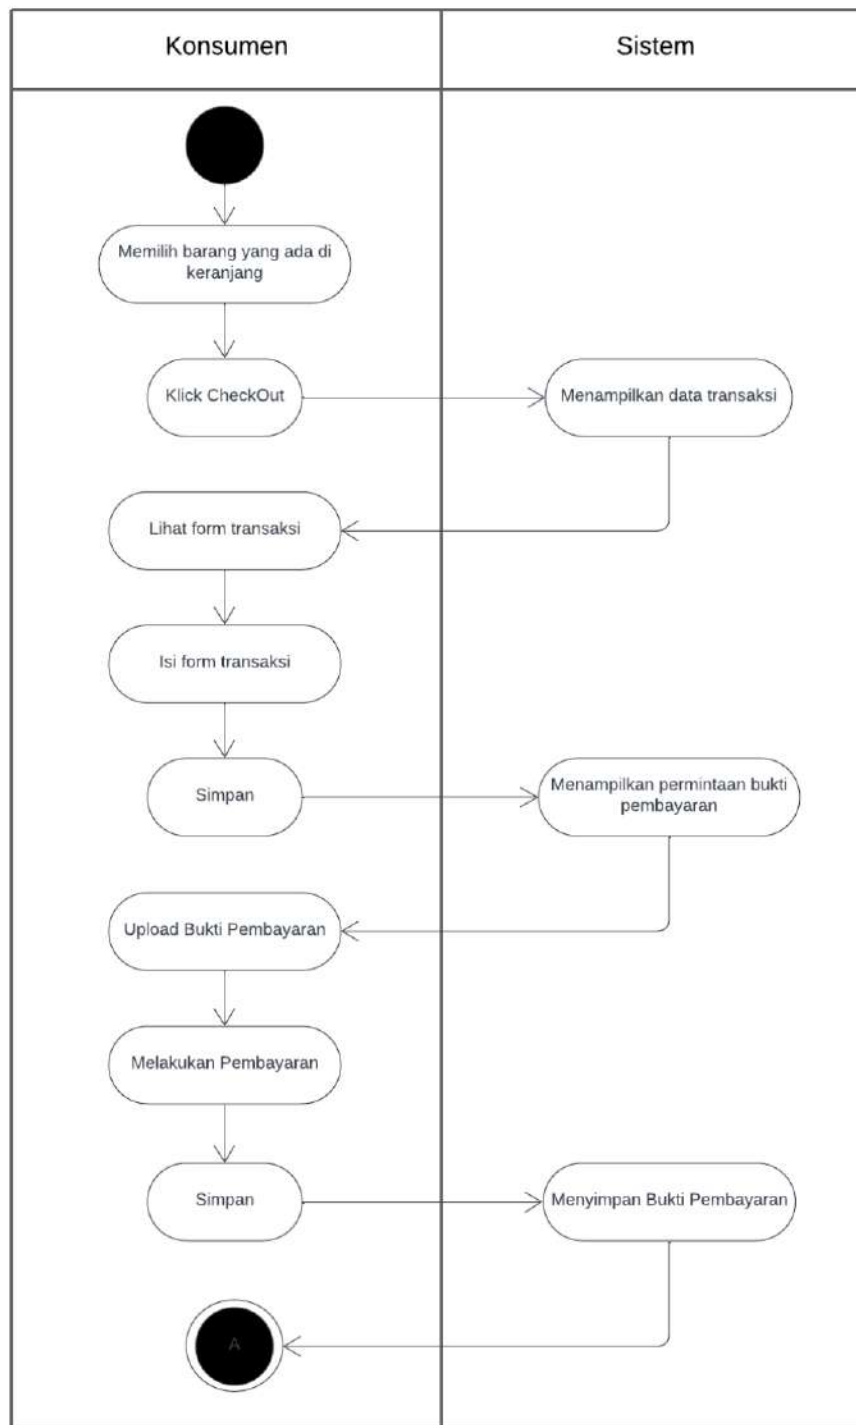 Konsumen
Sistem
Memilih barang yang ada di
keranjang
Klick CheckOut
Menampilkan data transaksi
Lihat form transaksi
Isi form transaksi
Simpan
Menampilkan permintaan bukti
pembayaran
Upload Bukti Pembayaran
Melakukan Pembayaran
Simpan
Menyimpan Bukti Pembayaran
A